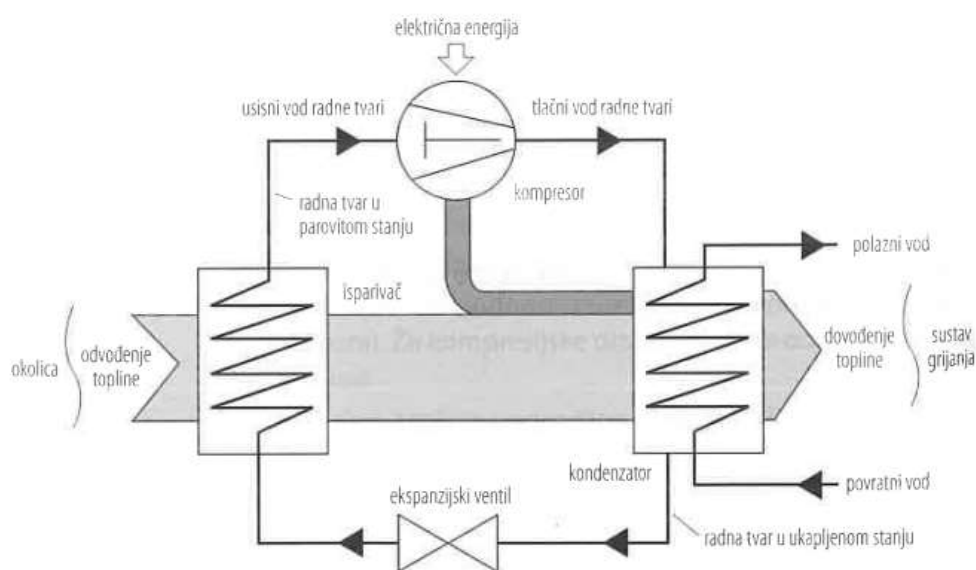 električna energija
usisni vod radne tvari
tlačni vod radne tvari
kompresor
radna tvar u
parovitom stanju
polazni vod
isparivač
okolica
odvođenje
topline
dovođenje
topline
sustav
grijanja
kondenzator
povratni vod
ekspanzijski ventil
radna tvar u ukapljenom stanju